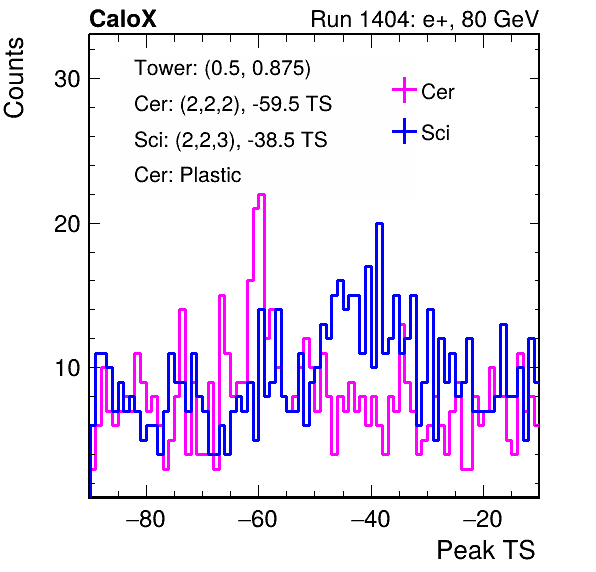 CaloX Run 1404: e+, 80 GeV
Counts
Tower: (0.5, 0.875)
Cer: (2,2,2), -59.5 TS
Sci: (2,2,3), -38.5 TS
Cer: Plastic
Cer
Sci
30
20
10
−80 −60 −40 −20
Peak TS